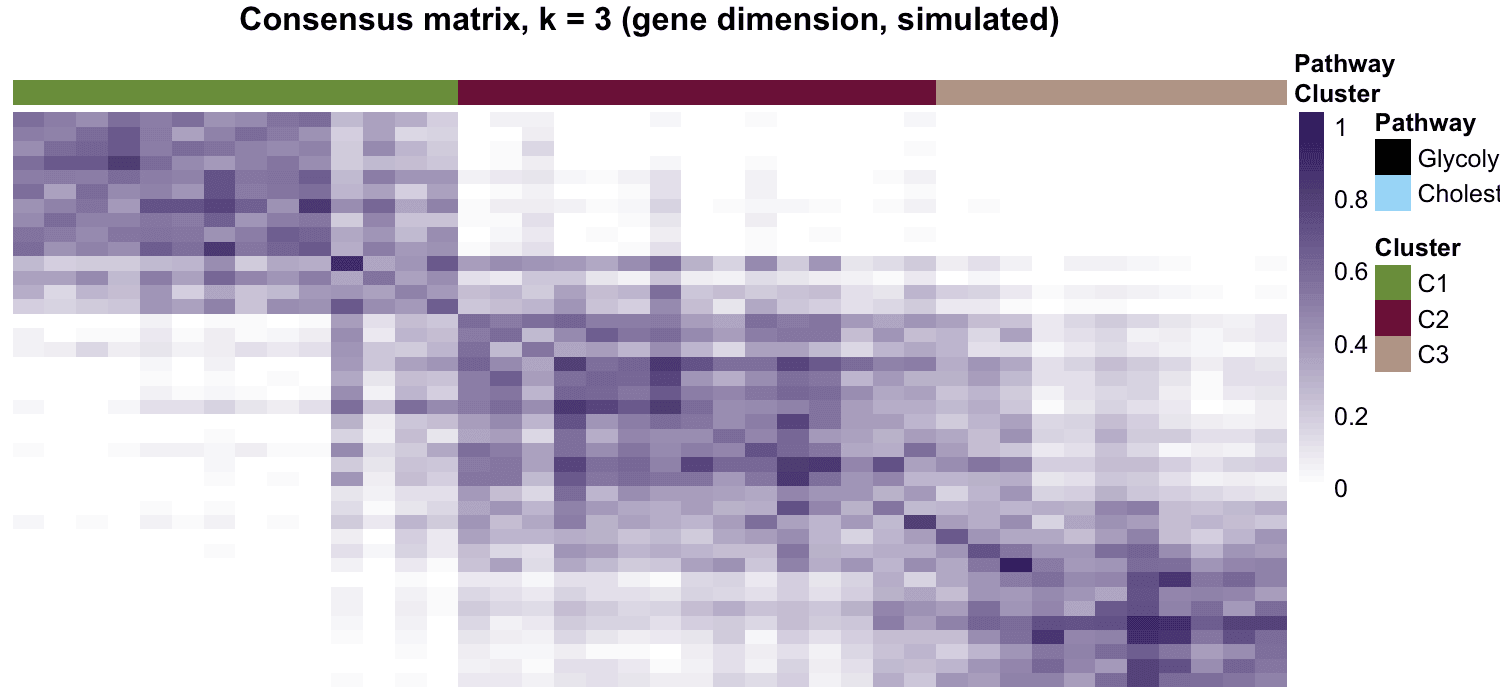 Consensus matrix, k = 3 (gene dimension, simulated)
Pathway
Cluster
1
0.8
0.6
0.4
0.2
0
Pathway
Glycoly
Cholest
Cluster
C1
C2
C3